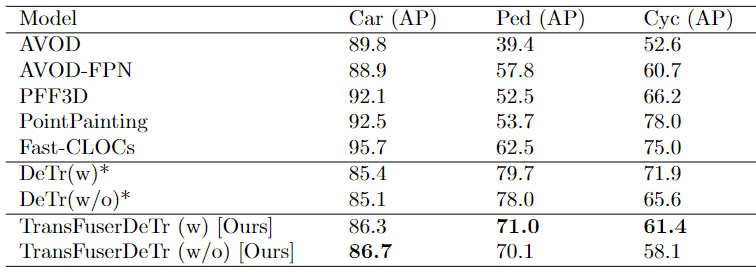 Model Car (AP) Ped (AP) Cyc (AP)
AVOD 89.8 39.4 52.6
AVOD-FPN 88.9 57.8 60.7
PFF3D 92.1 52.5 66.2
PointPainting 92.5 53.7 78.0
Fast-CLOCs 95.7 62.5 75.0
DeTr(w)* 85.4 79.7 71.9
DeTr(w/o)* 85.1 78.0 65.6
TransFuserDeTr (w) [Ours] 86.3 71.0 61.4
TransFuserDeTr (w/o) [Ours] 86.7 70.1 58.1